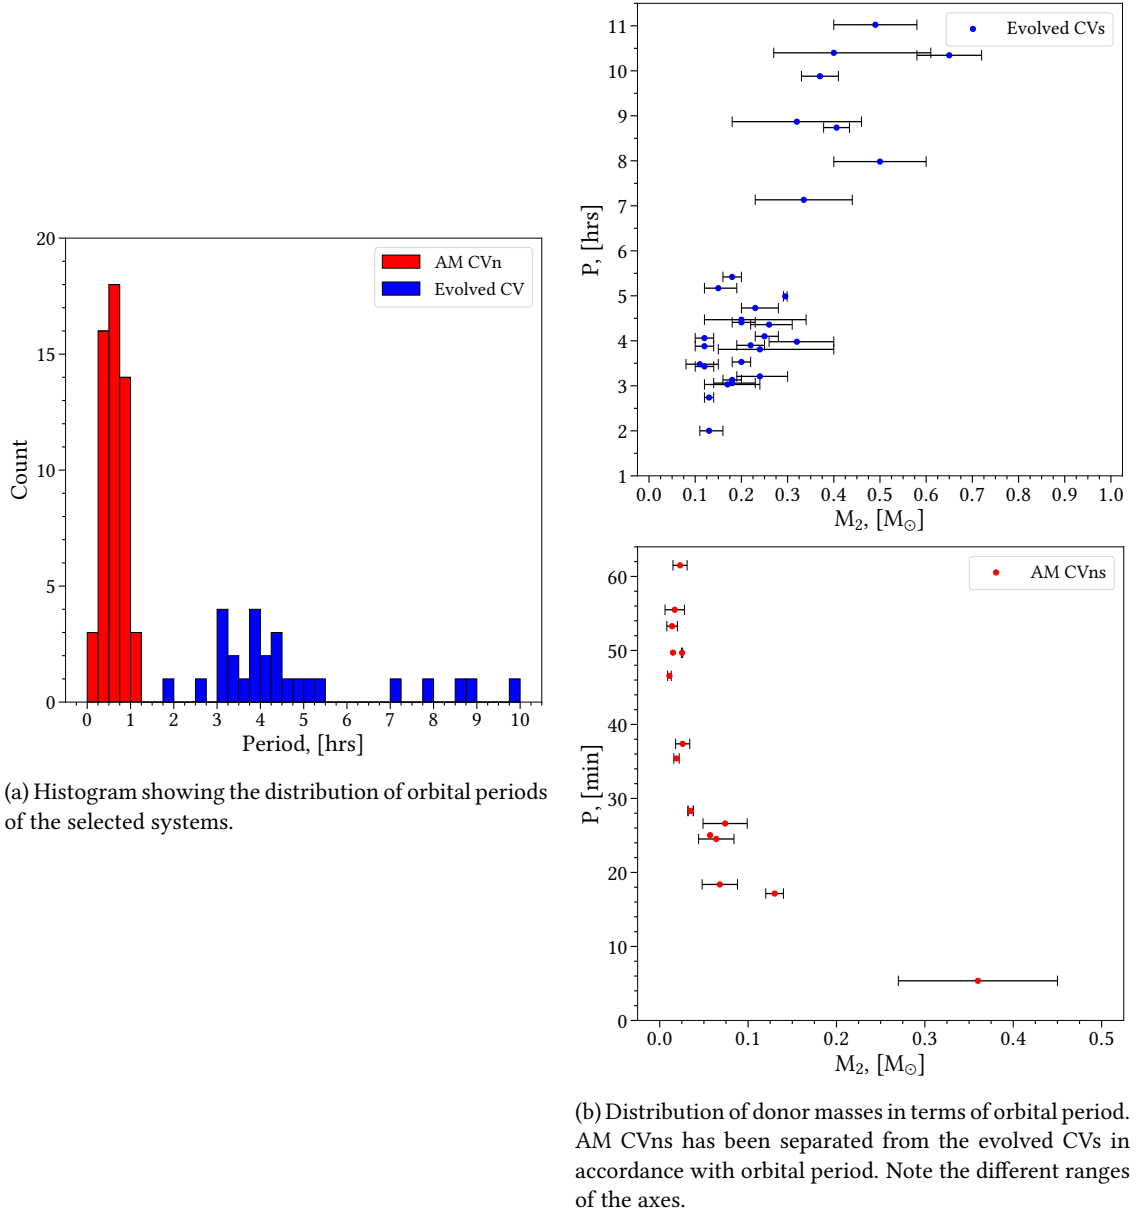 20
15
10
5
0
Count
AM CVn
Evolved CV
0 1 2 3 4 5 6 7 8 9 10
Period, [hrs]
(a) Histogram showing the distribution of orbital periods
of the selected systems.
11
10
9
8
7
6
5
4
3
2
1
P, [hrs]
Evolved CVs
0.0 0.1 0.2 0.3 0.4 0.5 0.6 0.7 0.8 0.9 1.0
M₂, [M☉]
60
50
40
30
20
10
0
P, [min]
AM CVns
0.0 0.1 0.2 0.3 0.4 0.5
M₂, [M☉]
(b) Distribution of donor masses in terms of orbital period.
AM CVns has been separated from the evolved CVs in
accordance with orbital period. Note the different ranges
of the axes.